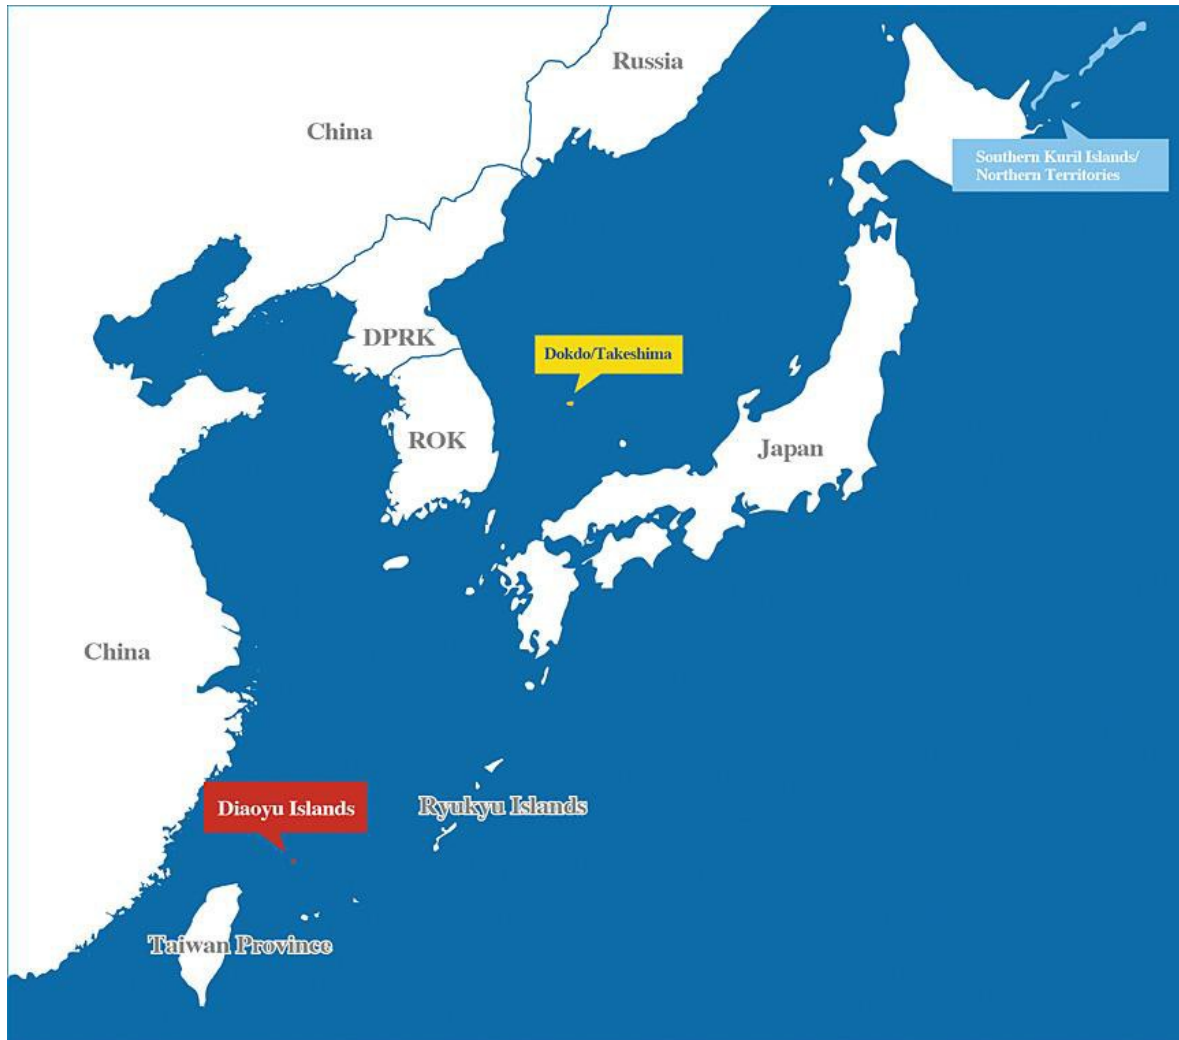 Russia
China
Southern Kuril Islands/
Northern Territories
DPRK
Dokdo/Takeshima
ROK
Japan
China
Diaoyu Islands
Ryukyu Islands
Taiwan Province